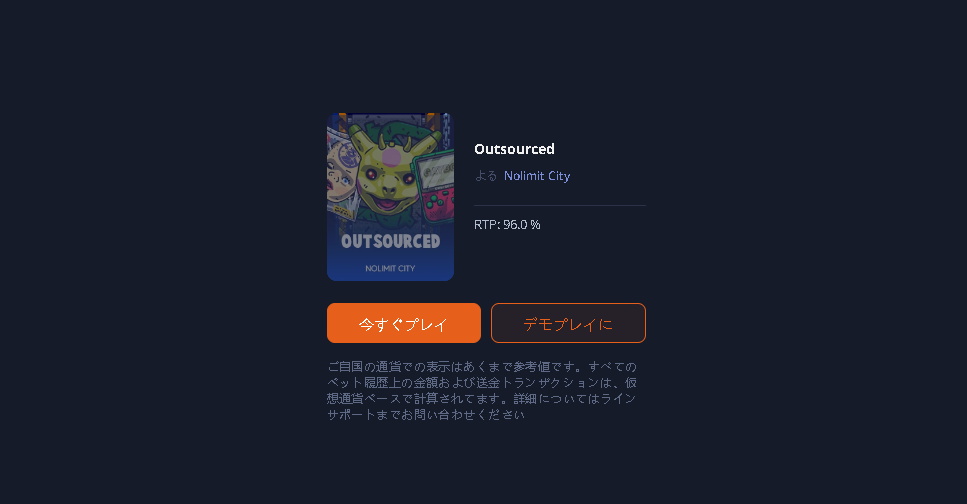 OUTSOURCED
NOLIMIT CITY
Outsourced
よる Nolimit City
RTP: 96.0 %
今すぐプレイ
デモプレイに
ご自国の通貨での表示はあくまで参考値です。すべての
ベット履歴上の金額および送金トランザクションは、仮
想通貨ベースで計算されてます。詳細についてはライン
サポートまでお問い合わせください